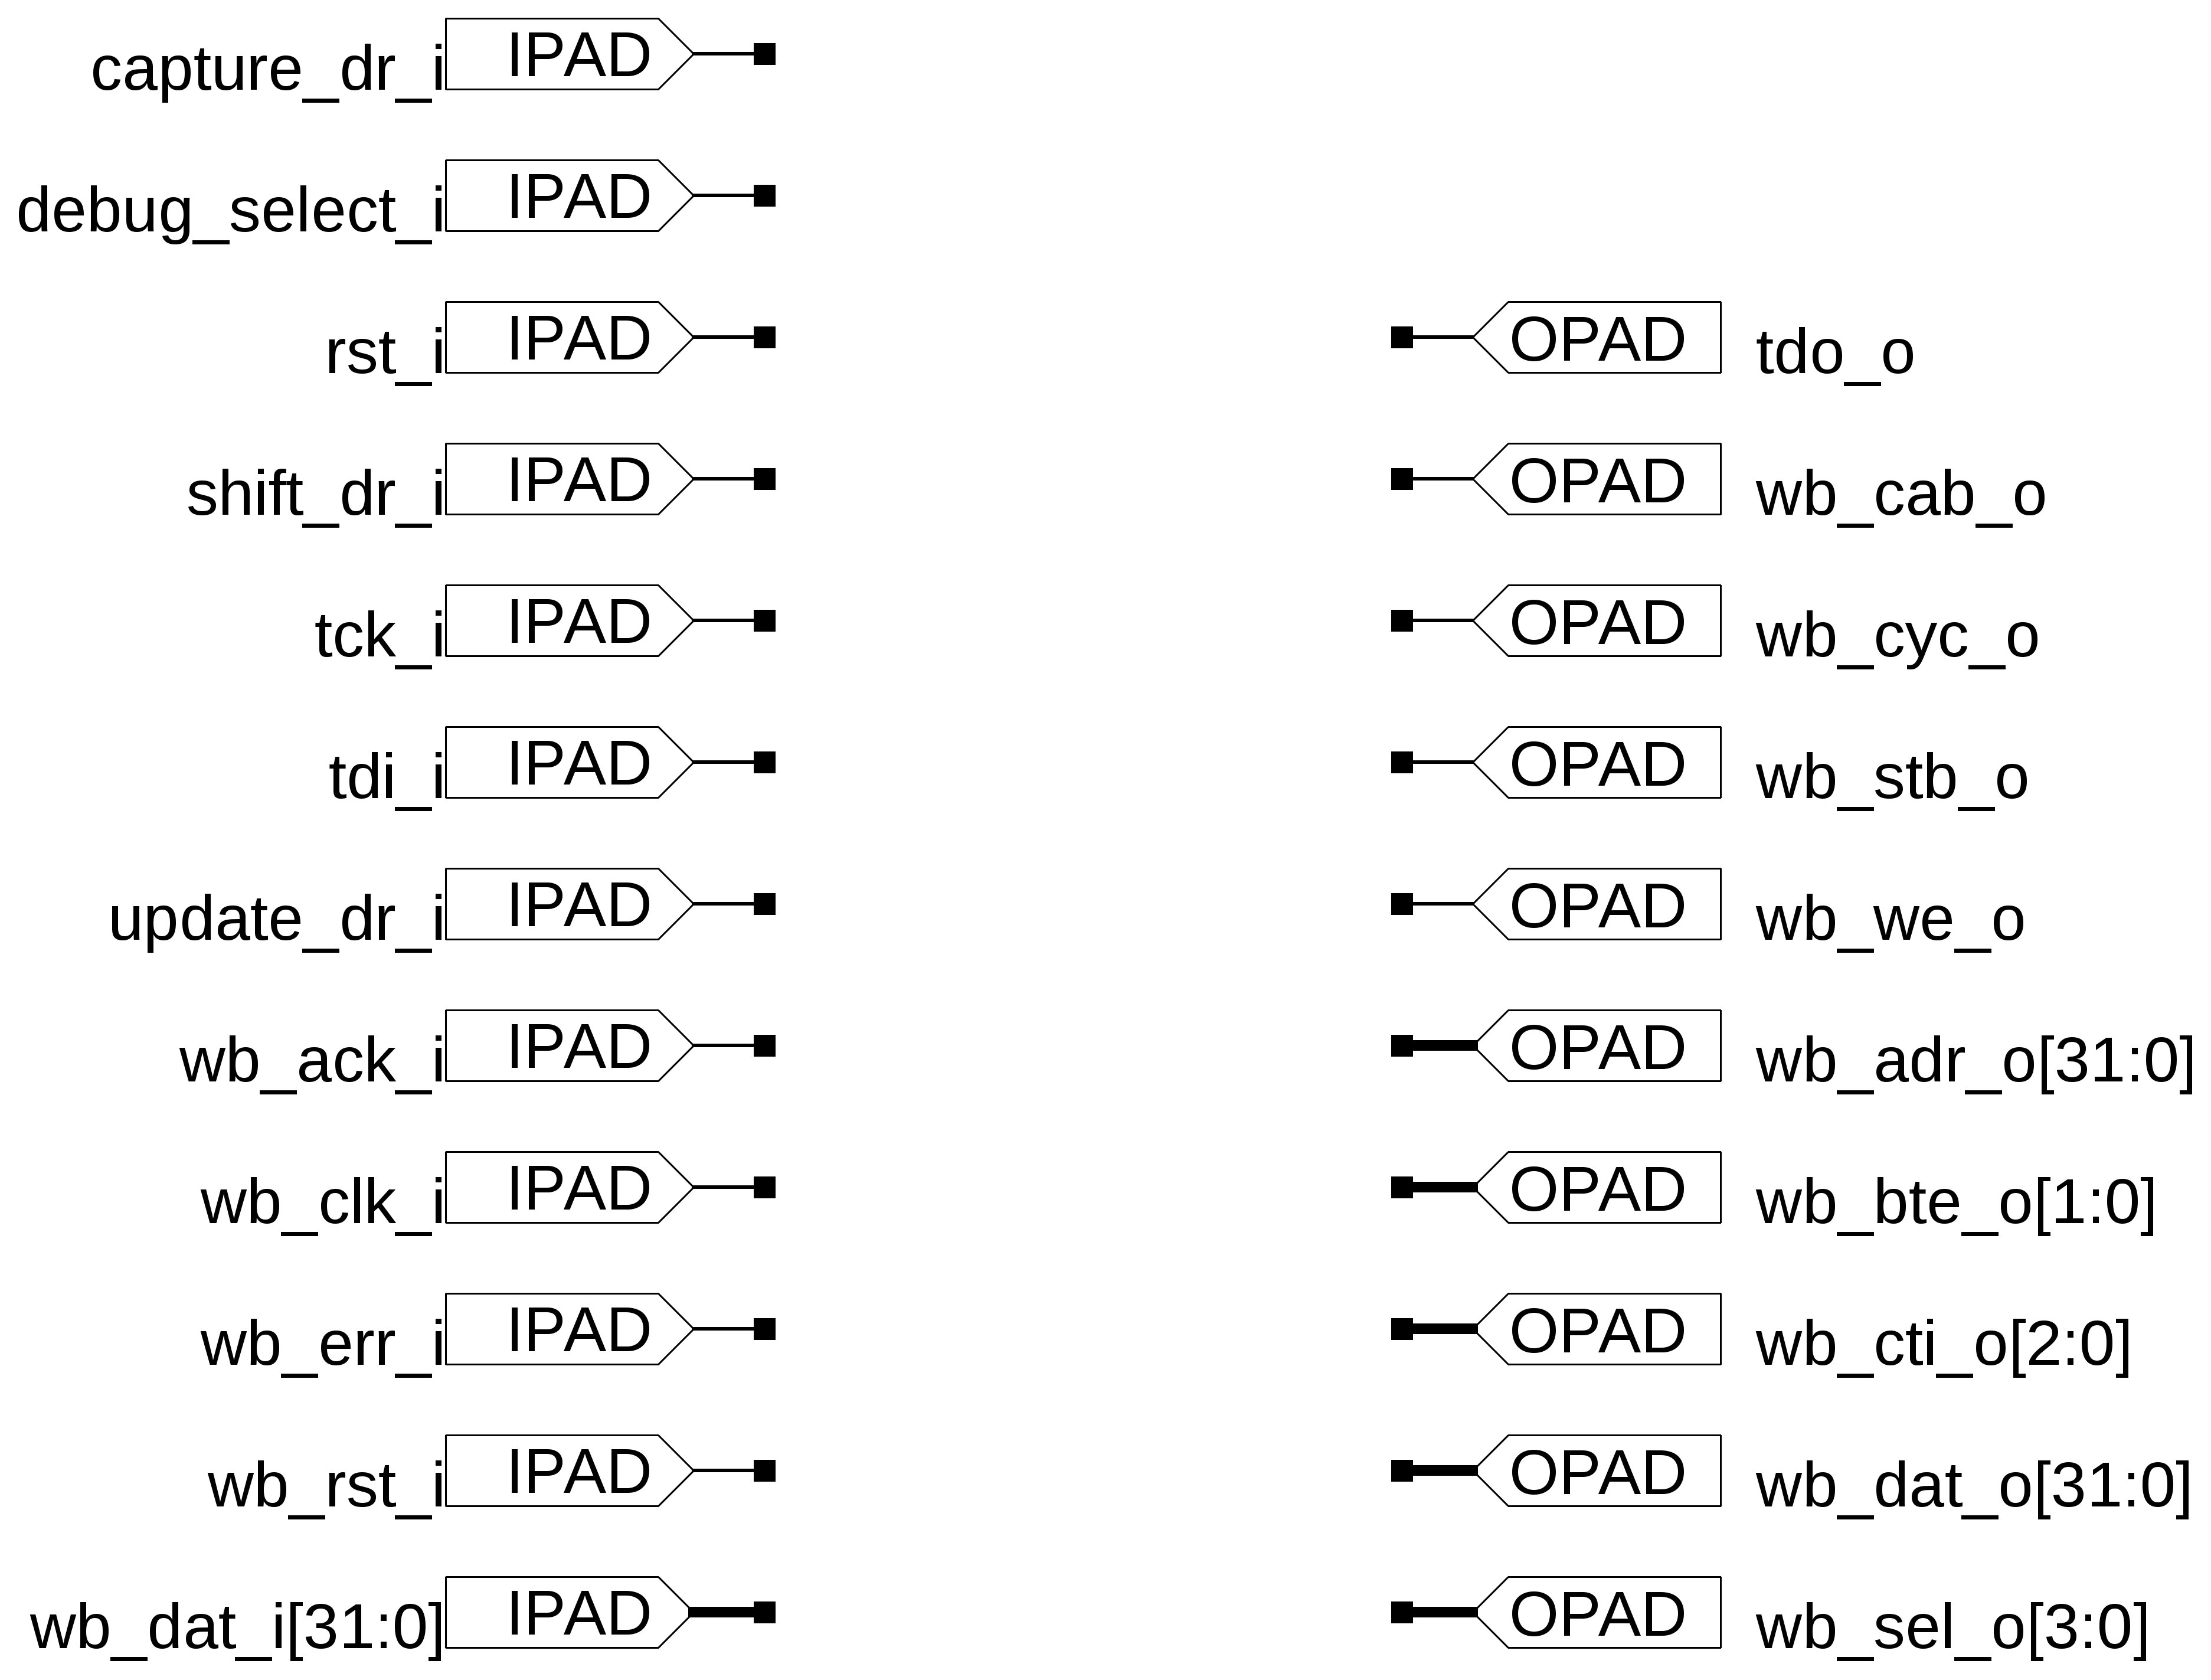 capture_dr_i IPAD
debug_select_i IPAD
rst_i IPAD OPAD tdo_o
shift_dr_i IPAD OPAD wb_cab_o
tck_i IPAD OPAD wb_cyc_o
tdi_i IPAD OPAD wb_stb_o
update_dr_i IPAD OPAD wb_we_o
wb_ack_i IPAD OPAD wb_adr_o[31:0]
wb_clk_i IPAD OPAD wb_bte_o[1:0]
wb_err_i IPAD OPAD wb_cti_o[2:0]
wb_rst_i IPAD OPAD wb_dat_o[31:0]
wb_dat_i[31:0] IPAD OPAD wb_sel_o[3:0]